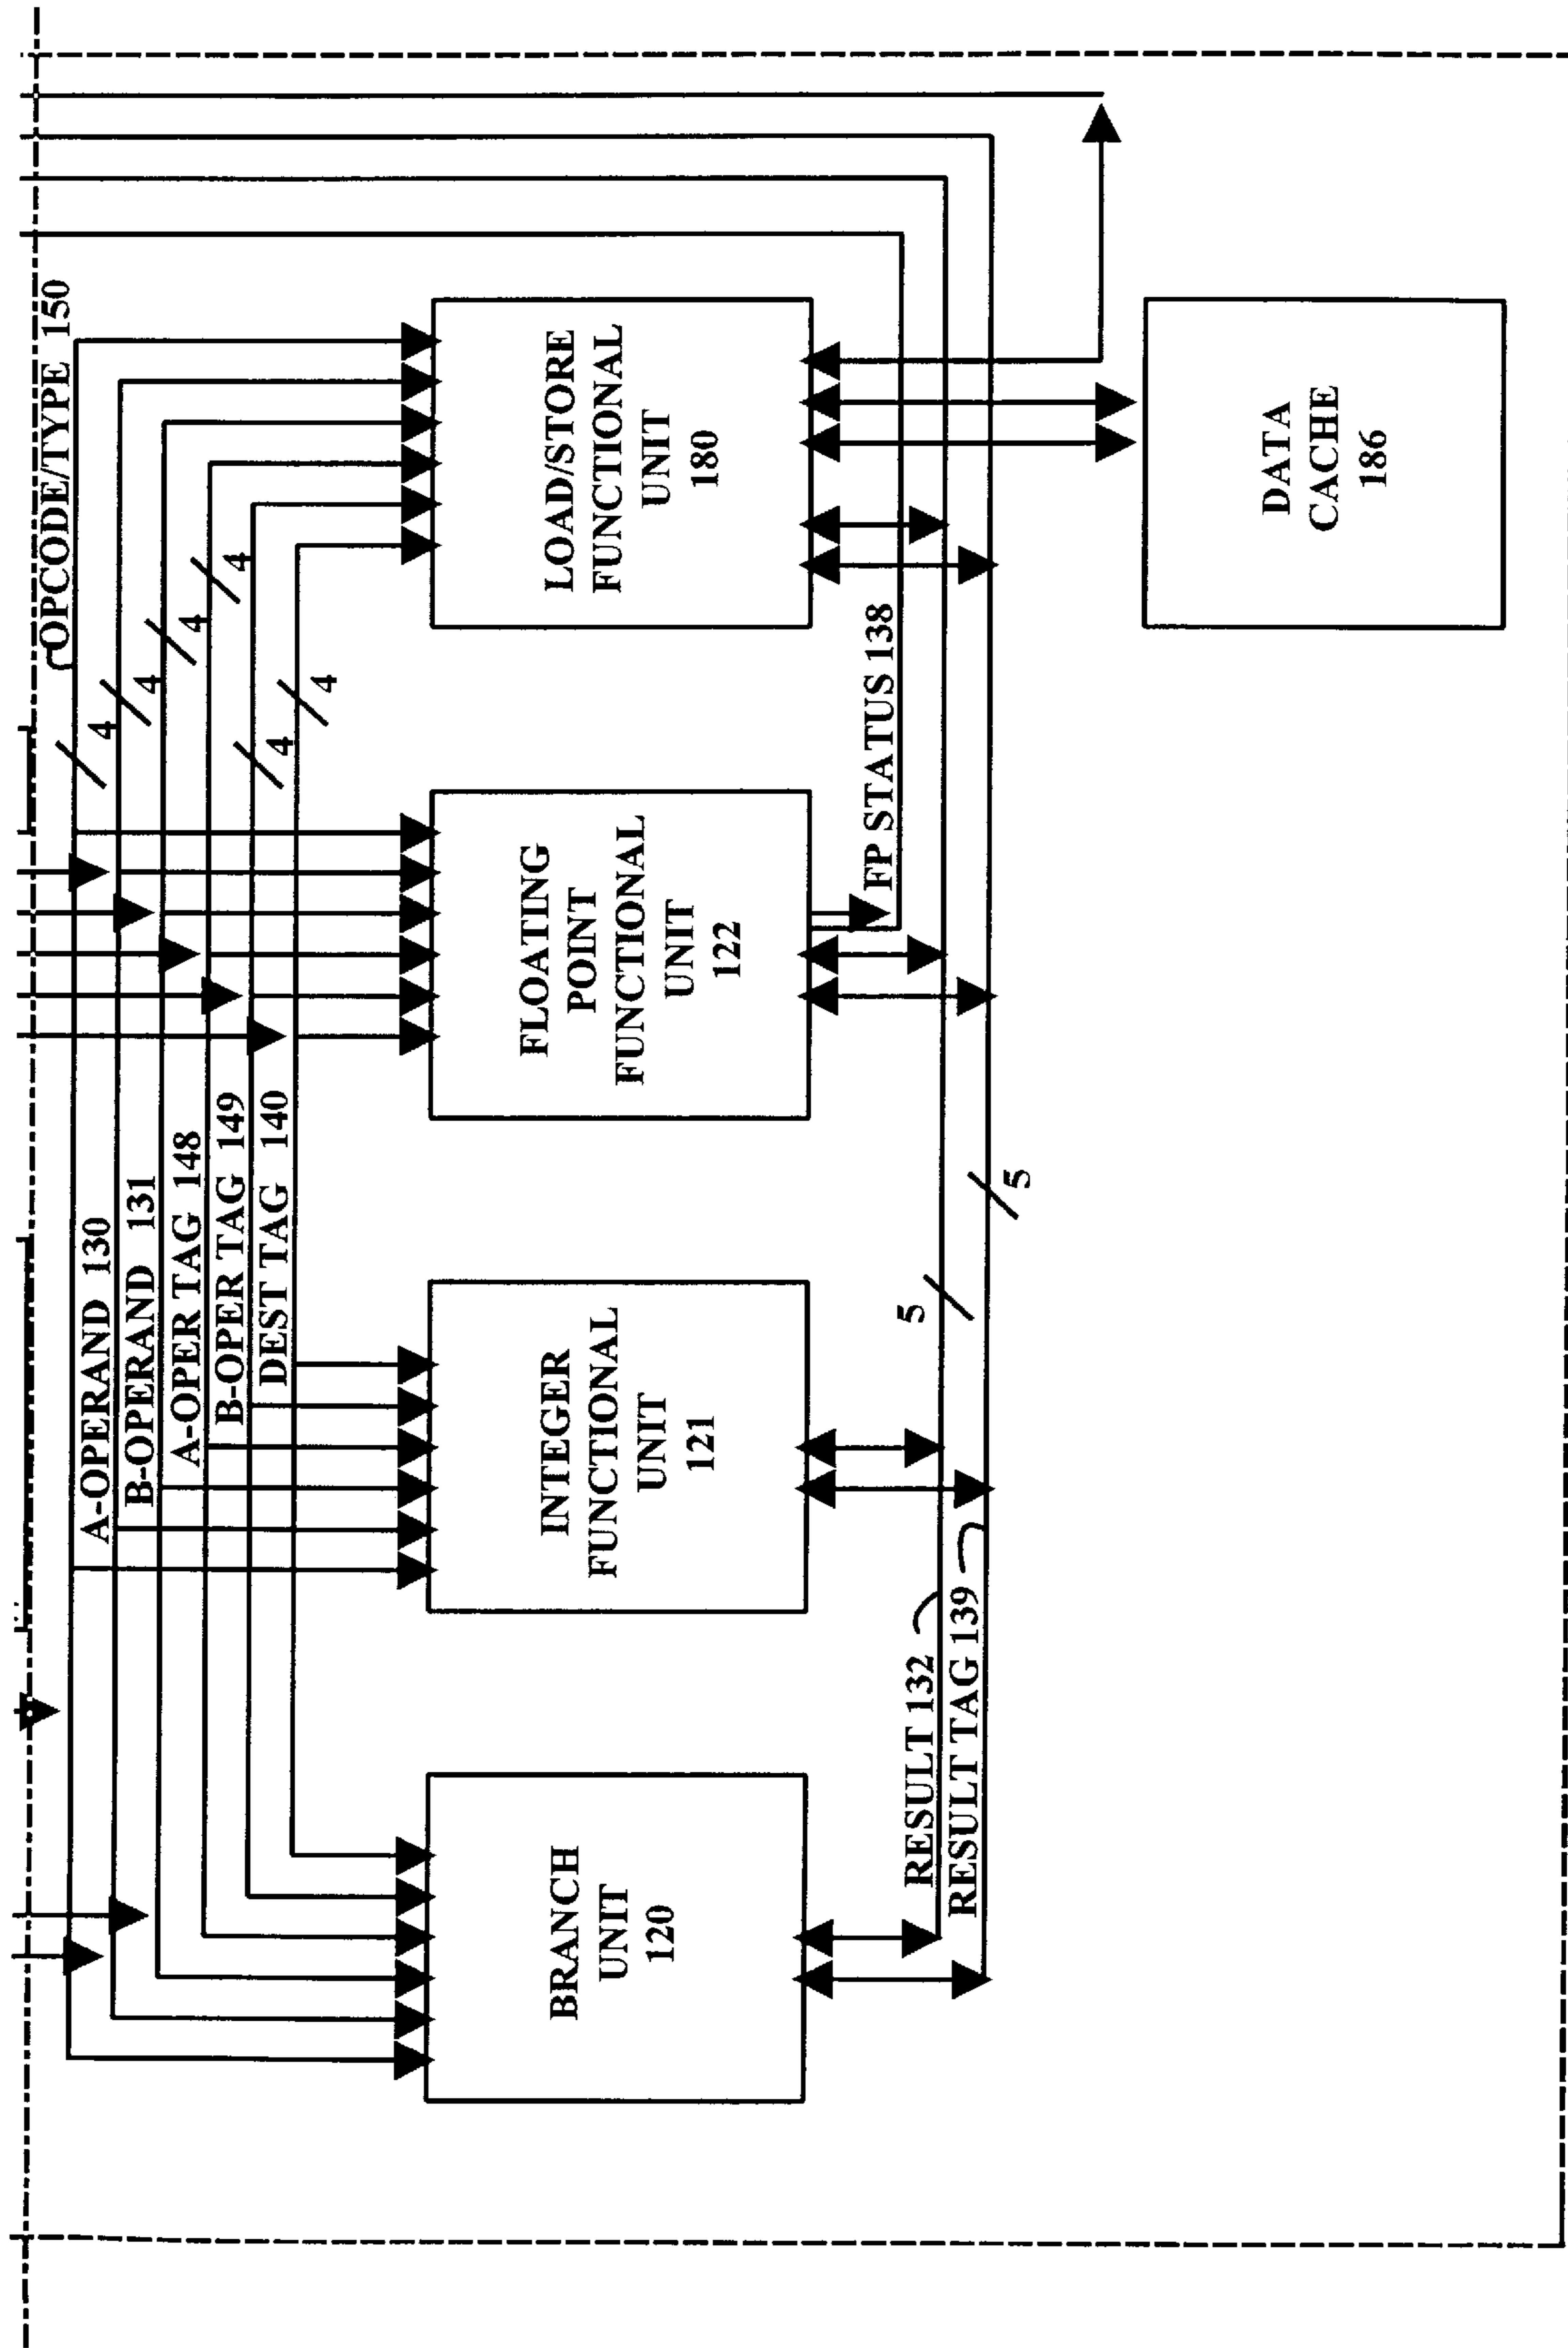 OPCODE/TYPE 150
4
A-OPERAND 130
4
B-OPERAND 131
4
A-OPER TAG 148
4
B-OPER TAG 149
4
DEST TAG 140
4
BRANCH
UNIT
120
INTEGER
FUNCTIONAL
UNIT
121
FLOATING
POINT
FUNCTIONAL
UNIT
122
LOAD/STORE
FUNCTIONAL
UNIT
180
FP STATUS 138
RESULT 132
5
RESULT TAG 139
5
DATA
CACHE
186